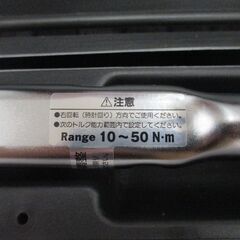 ⚠注意
●右回転（時計回り）方向でご使用ください。
●次のトルク能力範囲内で設定してください。
Range 10～50 N·m